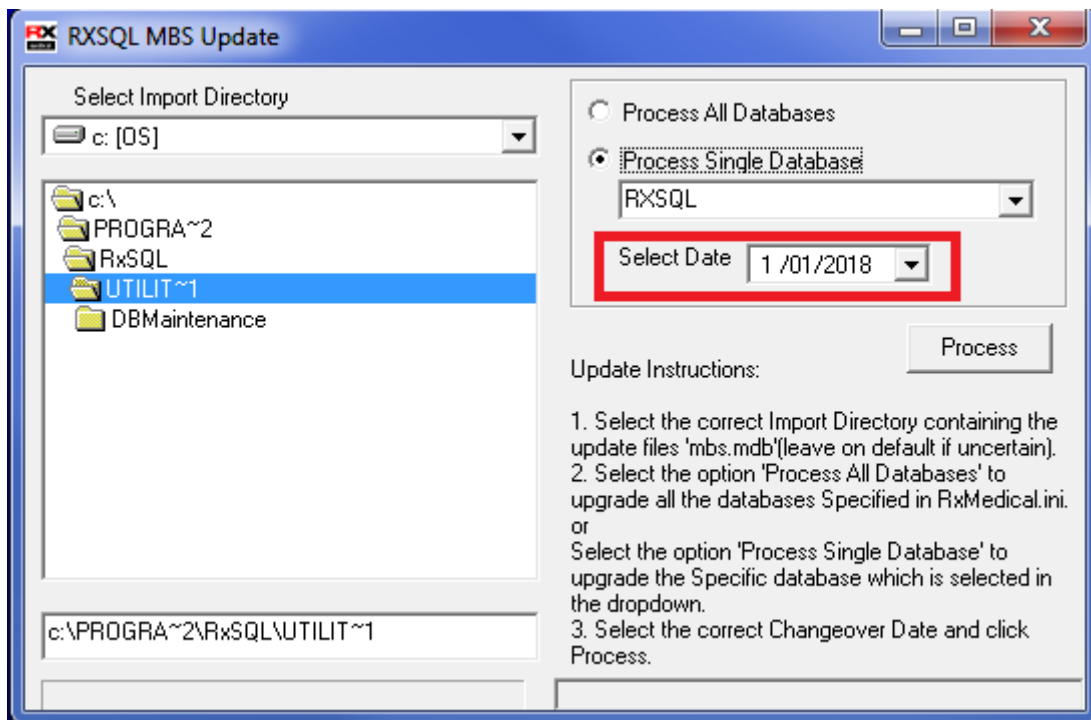 RX RXSQL MBS Update
Select Import Directory
c: [OS]
c:\
PROGRA~2
RxSQL
UTILIT~1
DBMaintenance
c:\PROGRA~2\RxSQL\UTILIT~1
Process All Databases
Process Single Database
RXSQL
Select Date 1 /01/2018
Process
Update Instructions:
1. Select the correct Import Directory containing the
update files 'mbs.mdb'(leave on default if uncertain).
2. Select the option 'Process All Databases' to
upgrade all the databases Specified in RxMedical.ini.
or
Select the option 'Process Single Database' to
upgrade the Specific database which is selected in
the dropdown.
3. Select the correct Changeover Date and click
Process.